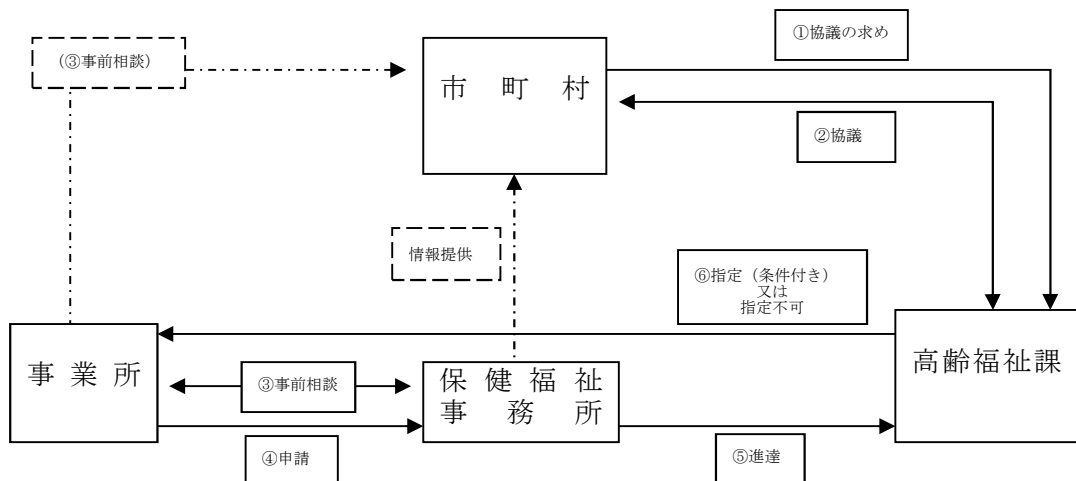 ①協議の求め
(③事前相談)
市町村
②協議
情報提供
⑥指定（条件付き）
又は
指定不可
事業所
③事前相談
保健福祉
事務所
高齢福祉課
④申請
⑤進達